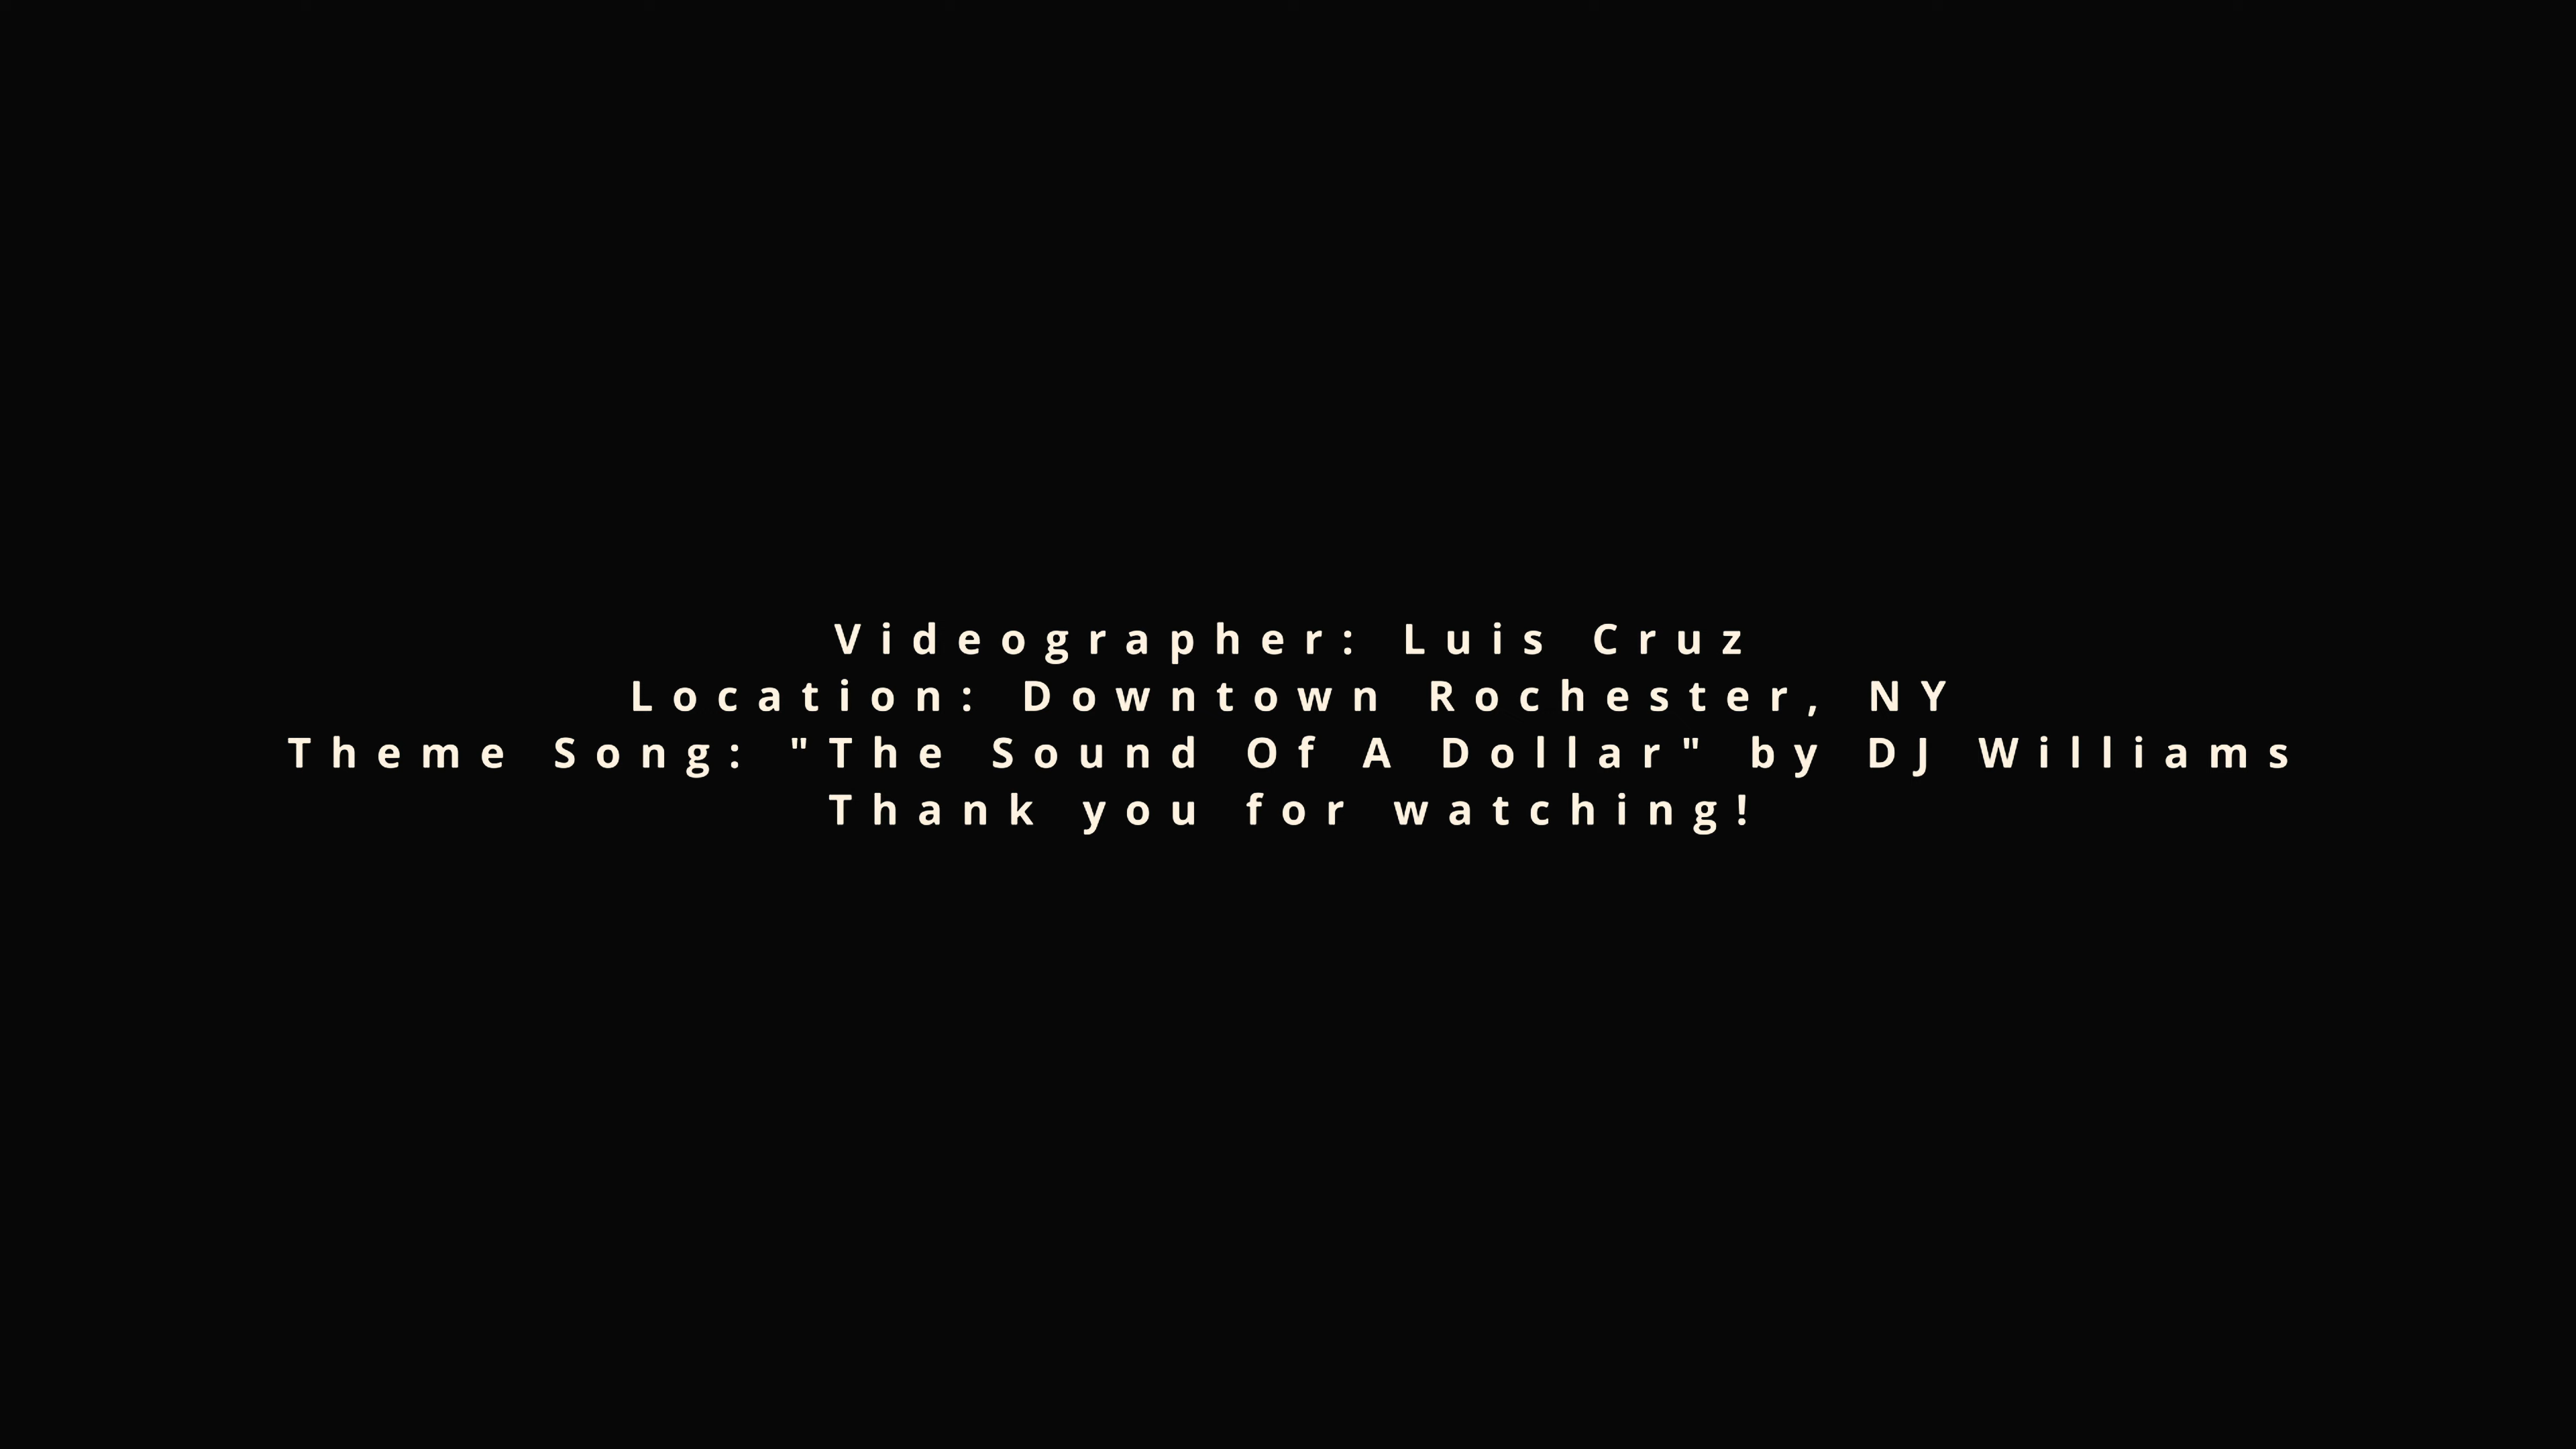 Videographer: Luis Cruz
Location: Downtown Rochester, NY
Theme Song: "The Sound Of A Dollar" by DJ Williams
Thank you for watching!